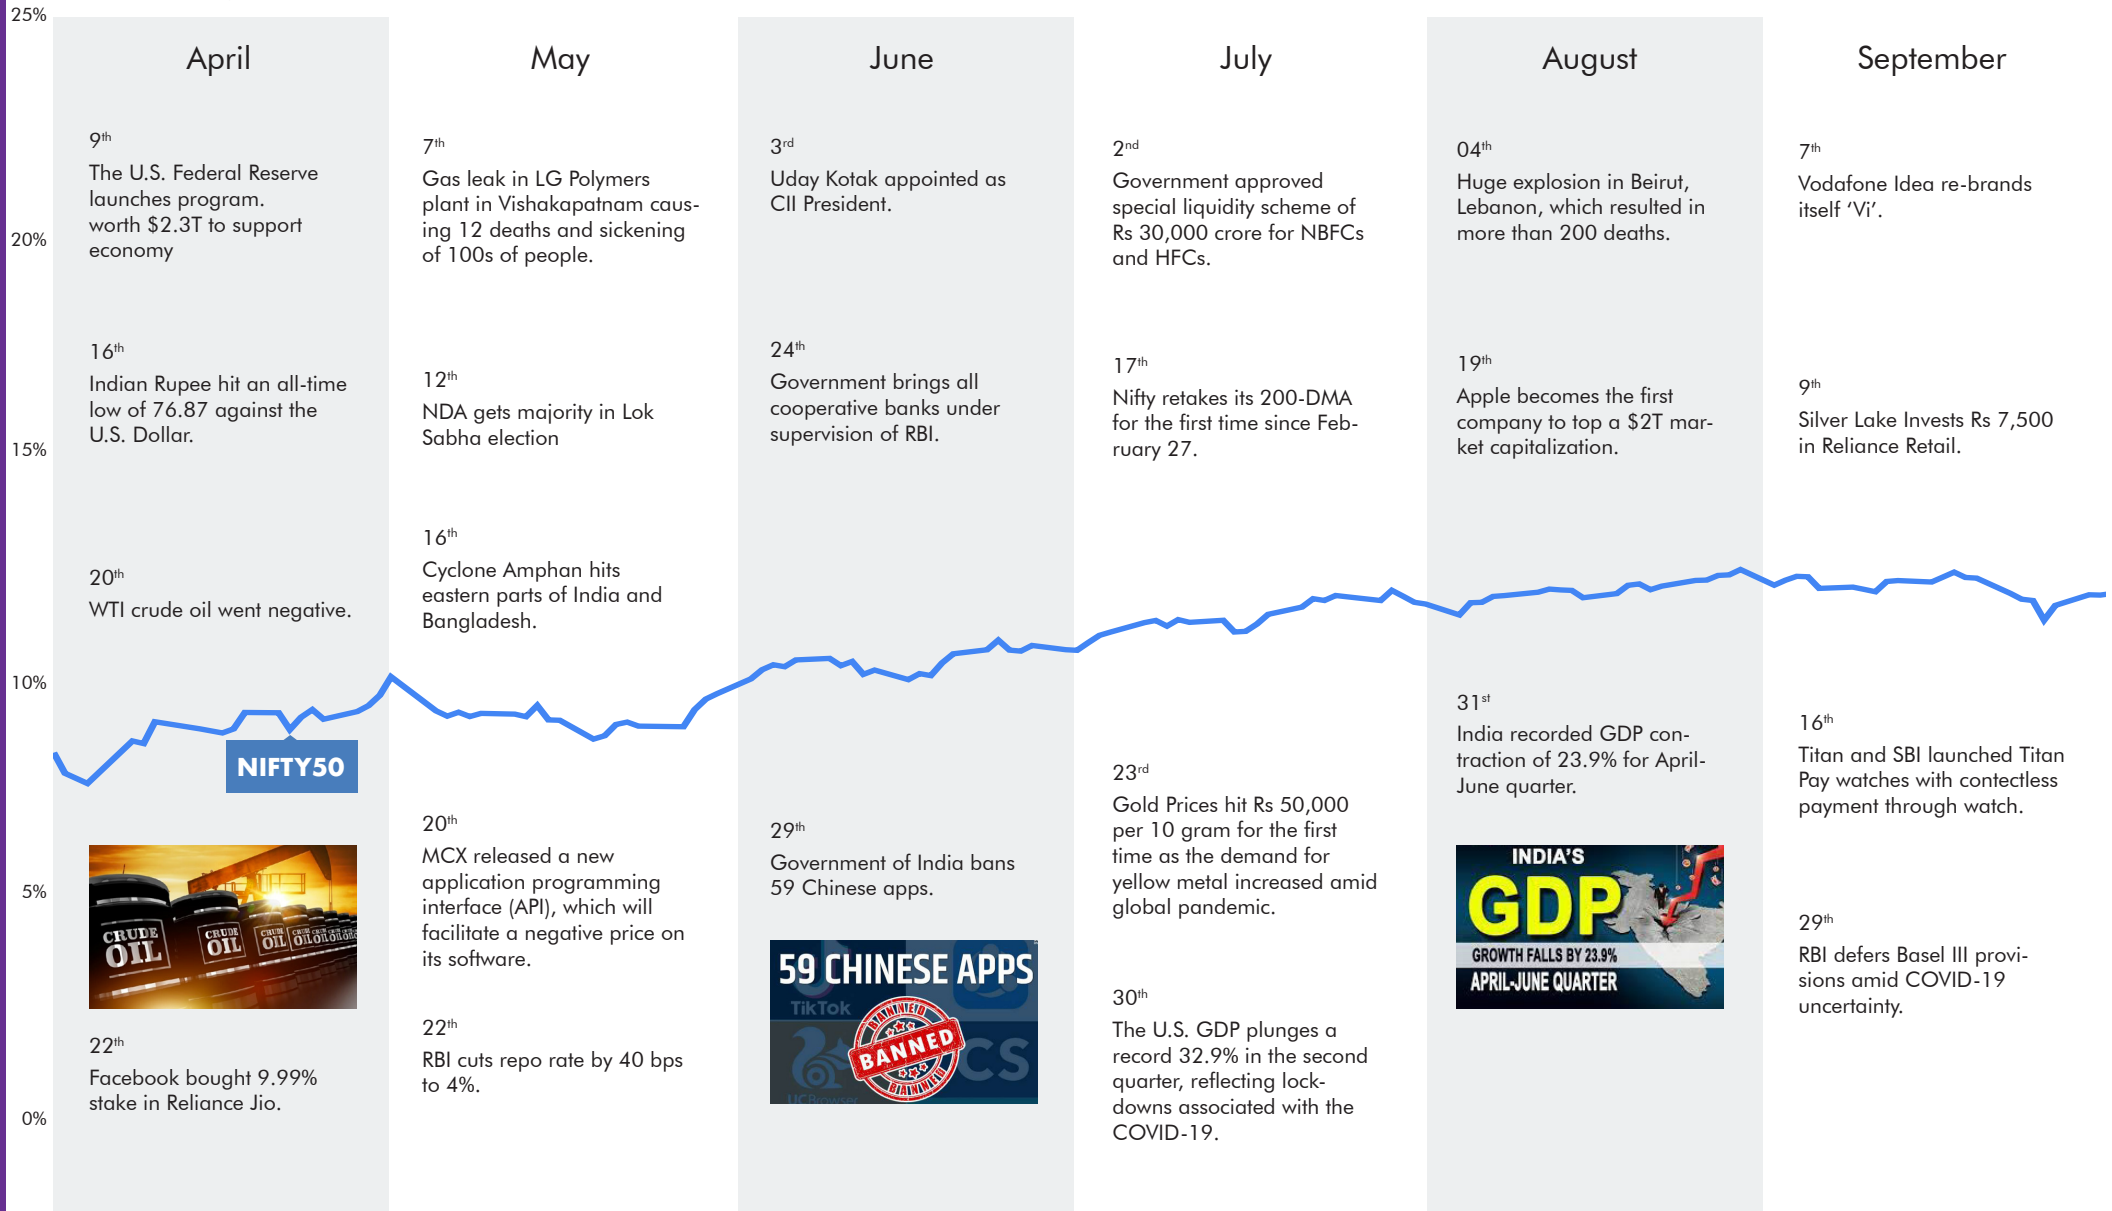 25%
20%
15%
10%
5%
0%
April
9th
The U.S. Federal Reserve
launches program.
worth $2.3T to support
economy
16th
Indian Rupee hit an all-time
low of 76.87 against the
U.S. Dollar.
20th
WTI crude oil went negative.
NIFTY50
CRUDE
OIL
CRUDE
OIL
CRUDE
OIL
22th
Facebook bought 9.99%
stake in Reliance Jio.
May
7th
Gas leak in LG Polymers
plant in Vishakapatnam caus-
ing 12 deaths and sickening
of 100s of people.
12th
NDA gets majority in Lok
Sabha election
16th
Cyclone Amphan hits
eastern parts of India and
Bangladesh.
20th
MCX released a new
application programming
interface (API), which will
facilitate a negative price on
its software.
22th
RBI cuts repo rate by 40 bps
to 4%.
June
3rd
Uday Kotak appointed as
CII President.
24th
Government brings all
cooperative banks under
supervision of RBI.
29th
Government of India bans
59 Chinese apps.
59 CHINESE APPS
TikTok
BANNED
BANNED
BANNED
CS
UC Browser
July
2nd
Government approved
special liquidity scheme of
Rs 30,000 crore for NBFCs
and HFCs.
17th
Nifty retakes its 200-DMA
for the first time since Feb-
ruary 27.
23rd
Gold Prices hit Rs 50,000
per 10 gram for the first
time as the demand for
yellow metal increased amid
global pandemic.
30th
The U.S. GDP plunges a
record 32.9% in the second
quarter, reflecting lock-
downs associated with the
COVID-19.
August
04th
Huge explosion in Beirut,
Lebanon, which resulted in
more than 200 deaths.
19th
Apple becomes the first
company to top a $2T mar-
ket capitalization.
31st
India recorded GDP con-
traction of 23.9% for April-
June quarter.
INDIA'S
GDP
GROWTH FALLS BY 23.9%
APRIL-JUNE QUARTER
September
7th
Vodafone Idea re-brands
itself ‘Vi’.
9th
Silver Lake Invests Rs 7,500
in Reliance Retail.
16th
Titan and SBI launched Titan
Pay watches with contectless
payment through watch.
29th
RBI defers Basel III provi-
sions amid COVID-19
uncertainty.